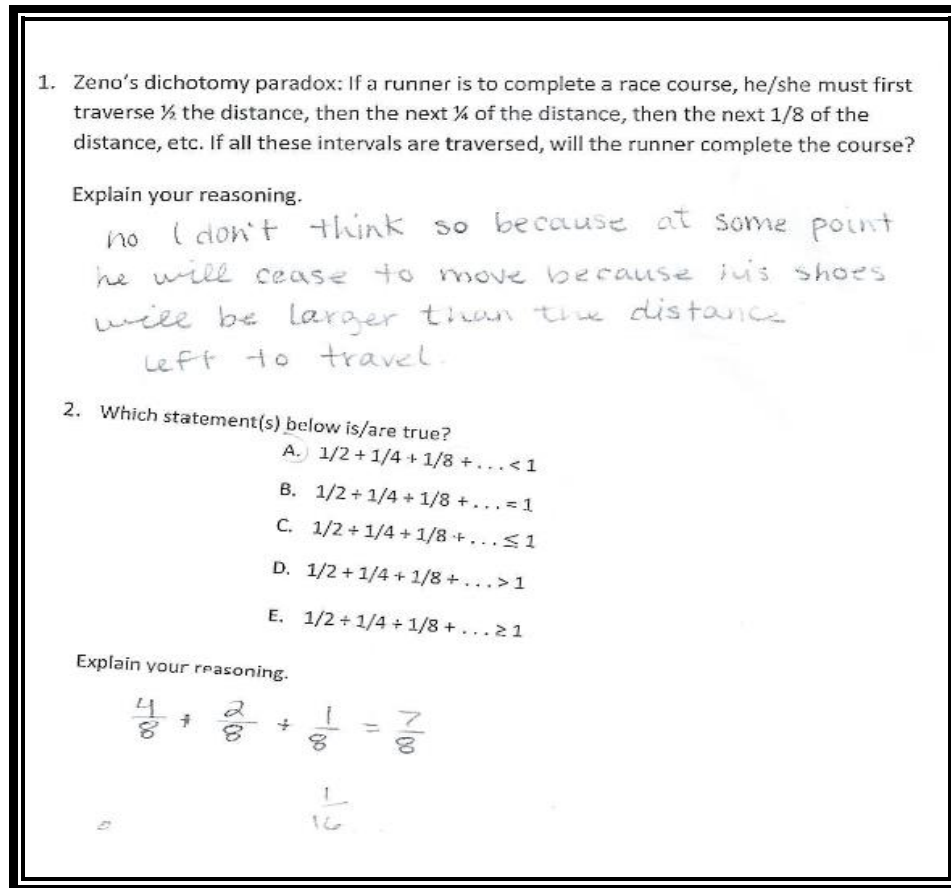 1. Zeno's dichotomy paradox: If a runner is to complete a race course, he/she must first
traverse ½ the distance, then the next ¼ of the distance, then the next 1/8 of the
distance, etc. If all these intervals are traversed, will the runner complete the course?
Explain your reasoning.
no I don't think so because at some point
he will cease to move because his shoes
will be larger than the distance
left to travel.
2. Which statement(s) below is/are true?
A. 1/2 + 1/4 + 1/8 + . . . < 1
B. 1/2 + 1/4 + 1/8 + . . . = 1
C. 1/2 + 1/4 + 1/8 + . . . ≤ 1
D. 1/2 + 1/4 + 1/8 + . . . > 1
E. 1/2 + 1/4 + 1/8 + . . . ≥ 1
Explain your reasoning.
4/8 + 2/8 + 1/8 = 7/8
1/16